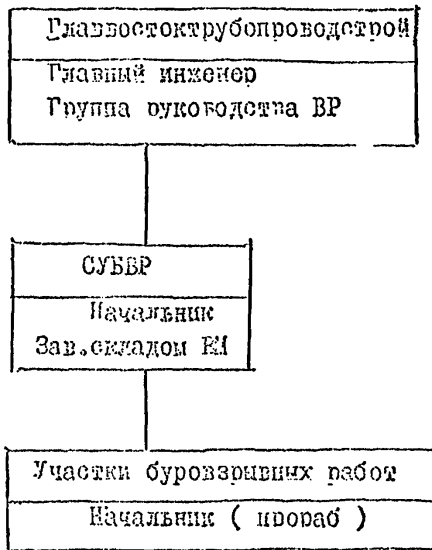 Главвостоктрубопроводстрой
Главный инженер
Группа руководства ВР
СУБВР
Начальник
Зав.складом ВМ
Участки буровзрывных работ
Начальник ( прораб )